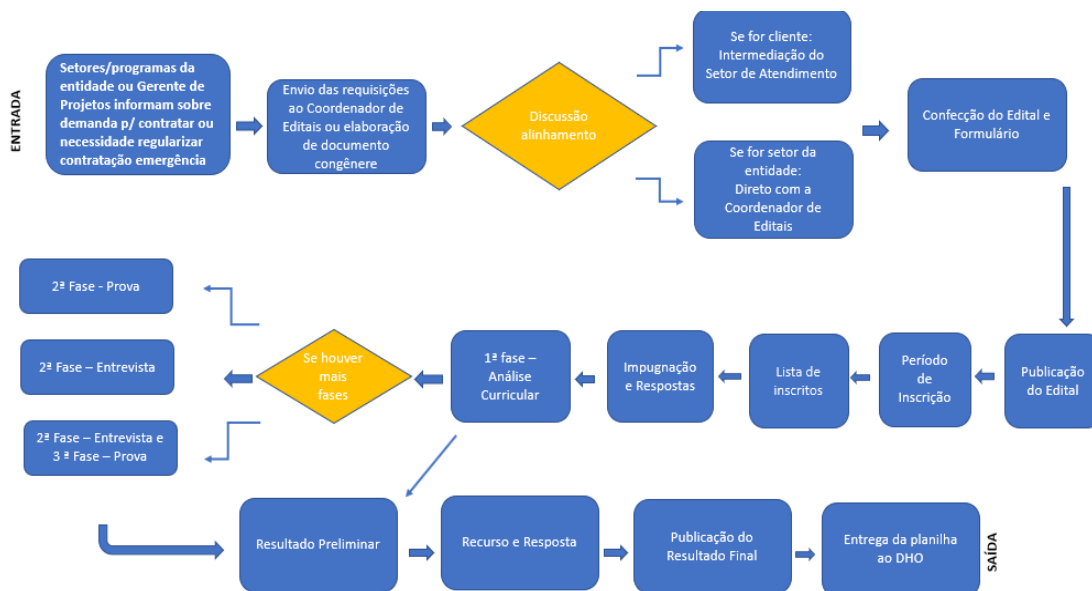 ENTRADA
Setores/programas da
entidade ou Gerente de
Projetos informam sobre
demanda p/ contratar ou
necessidade regularizar
contratação emergência
Envio das requisições
ao Coordenador de
Editais ou elaboração
de documento
congênere
Discussão
alinhamento
Se for cliente:
Intermediação do
Setor de Atendimento
Se for setor da
entidade:
Direto com a
Coordenador de
Editais
Confecção do Edital e
Formulário
Publicação
do Edital
Período
de
Inscrição
Lista de
inscritos
Impugnação
e Respostas
1ª fase –
Análise
Curricular
Se houver
mais
fases
2ª Fase - Prova
2ª Fase – Entrevista
2ª Fase – Entrevista e
3 ª Fase – Prova
Resultado Preliminar
Recurso e Resposta
Publicação do
Resultado Final
Entrega da planilha
ao DHO
SAÍDA